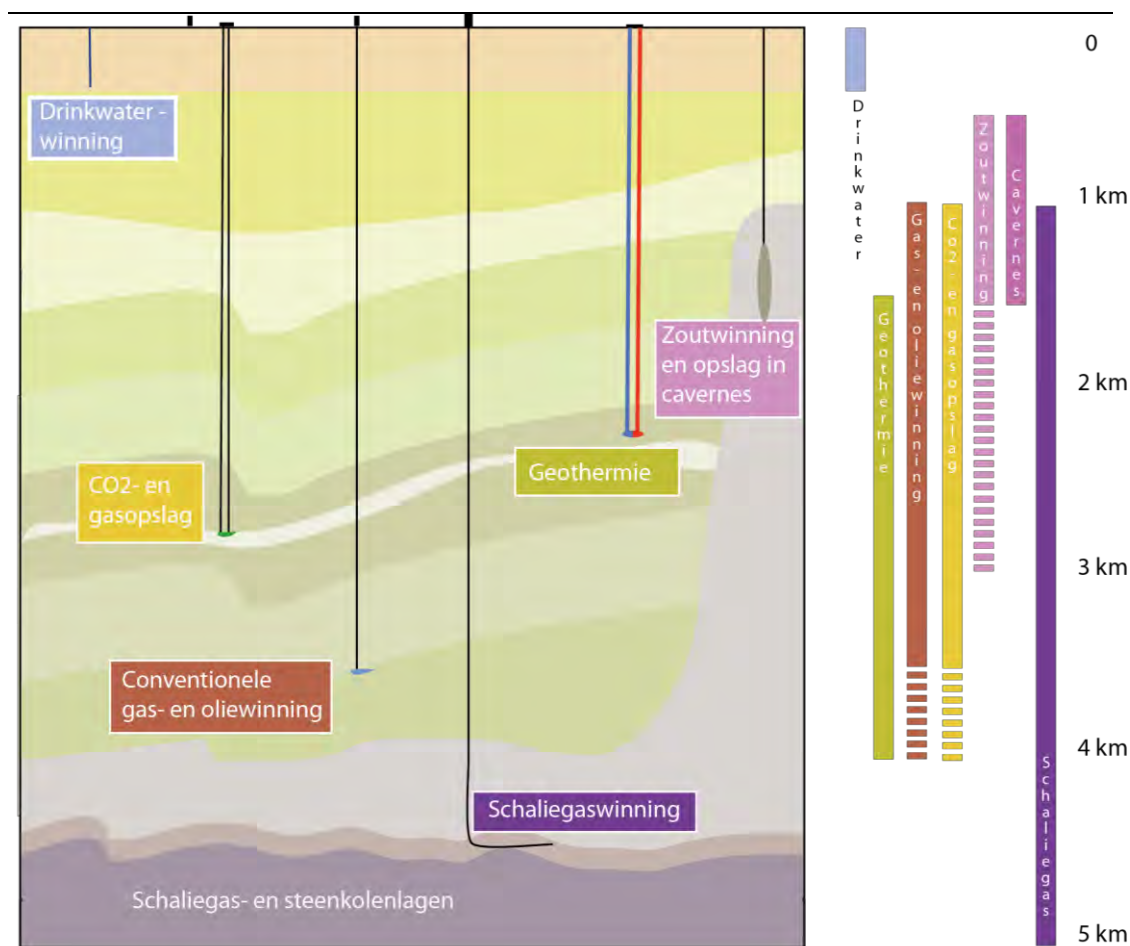 Drinkwater -
winning
Zoutwinning
en opslag in
cavernes
Geothermie
CO2- en
gasopslag
Conventionele
gas- en oliewinning
Schaliegaswinning
Schaliegas- en steenkolenlagen
Drinkwater
Geothermie
Gas- en oliewinning
Co2- en gasopslag
Zoutwinning
Cavernes
Schaliegas
0
1 km
2 km
3 km
4 km
5 km